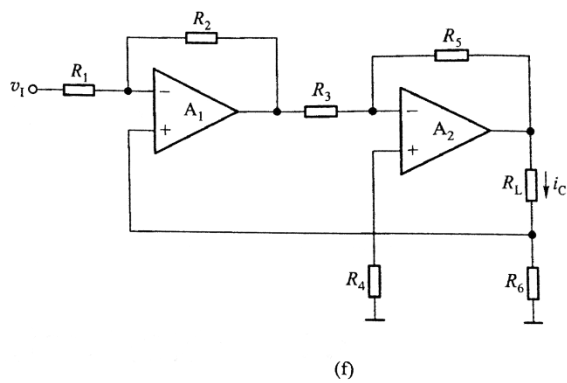 R2
R5
R1
vI
−
A1
+
R3
−
A2
+
RL
iC
R4
R6
(f)